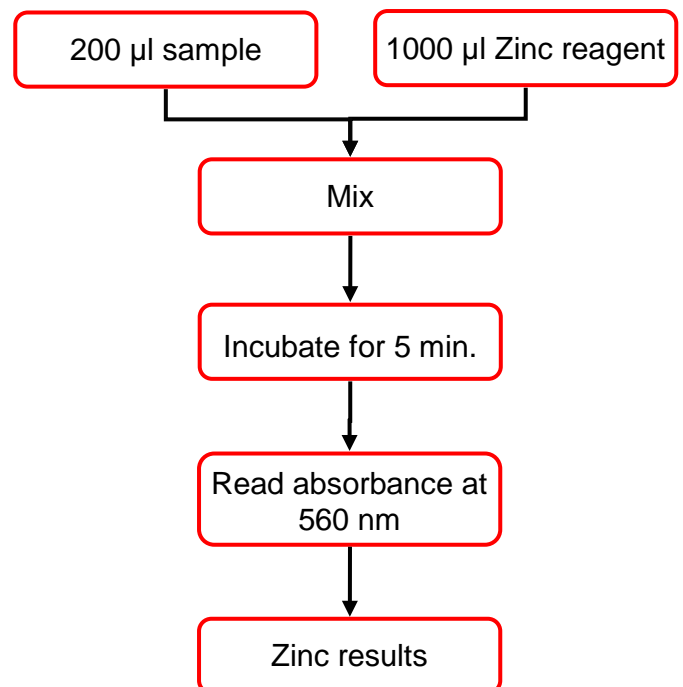 200 µl sample
1000 µl Zinc reagent
Mix
Incubate for 5 min.
Read absorbance at
560 nm
Zinc results